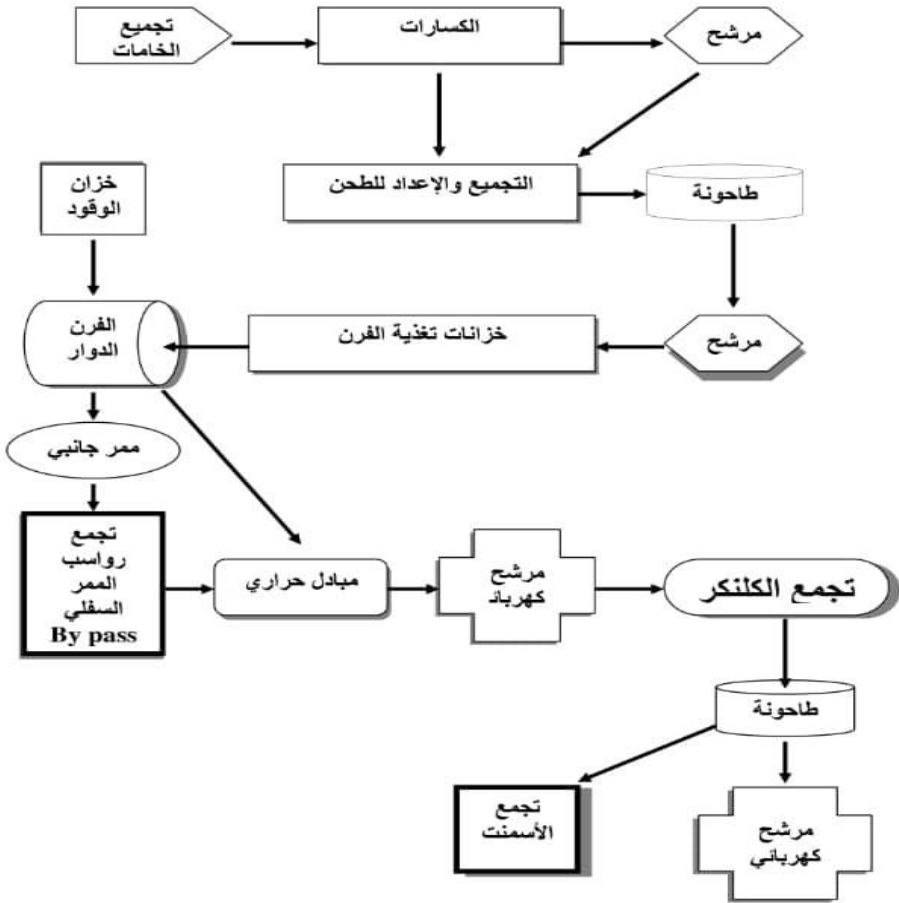 تجميع
الخامات
الكسارات
مرشح
التجميع والإعداد للطحن
طاحونة
خزان
الوقود
الفرن
الدوار
خزانات تغذية الفرن
مرشح
ممر جانبي
تجمع
رواسب
الممر
السفلي
By pass
مبادل حراري
مرشح
كهربائ
تجمع الكلنكر
طاحونة
تجمع
الأسمنت
مرشح
كهربائي